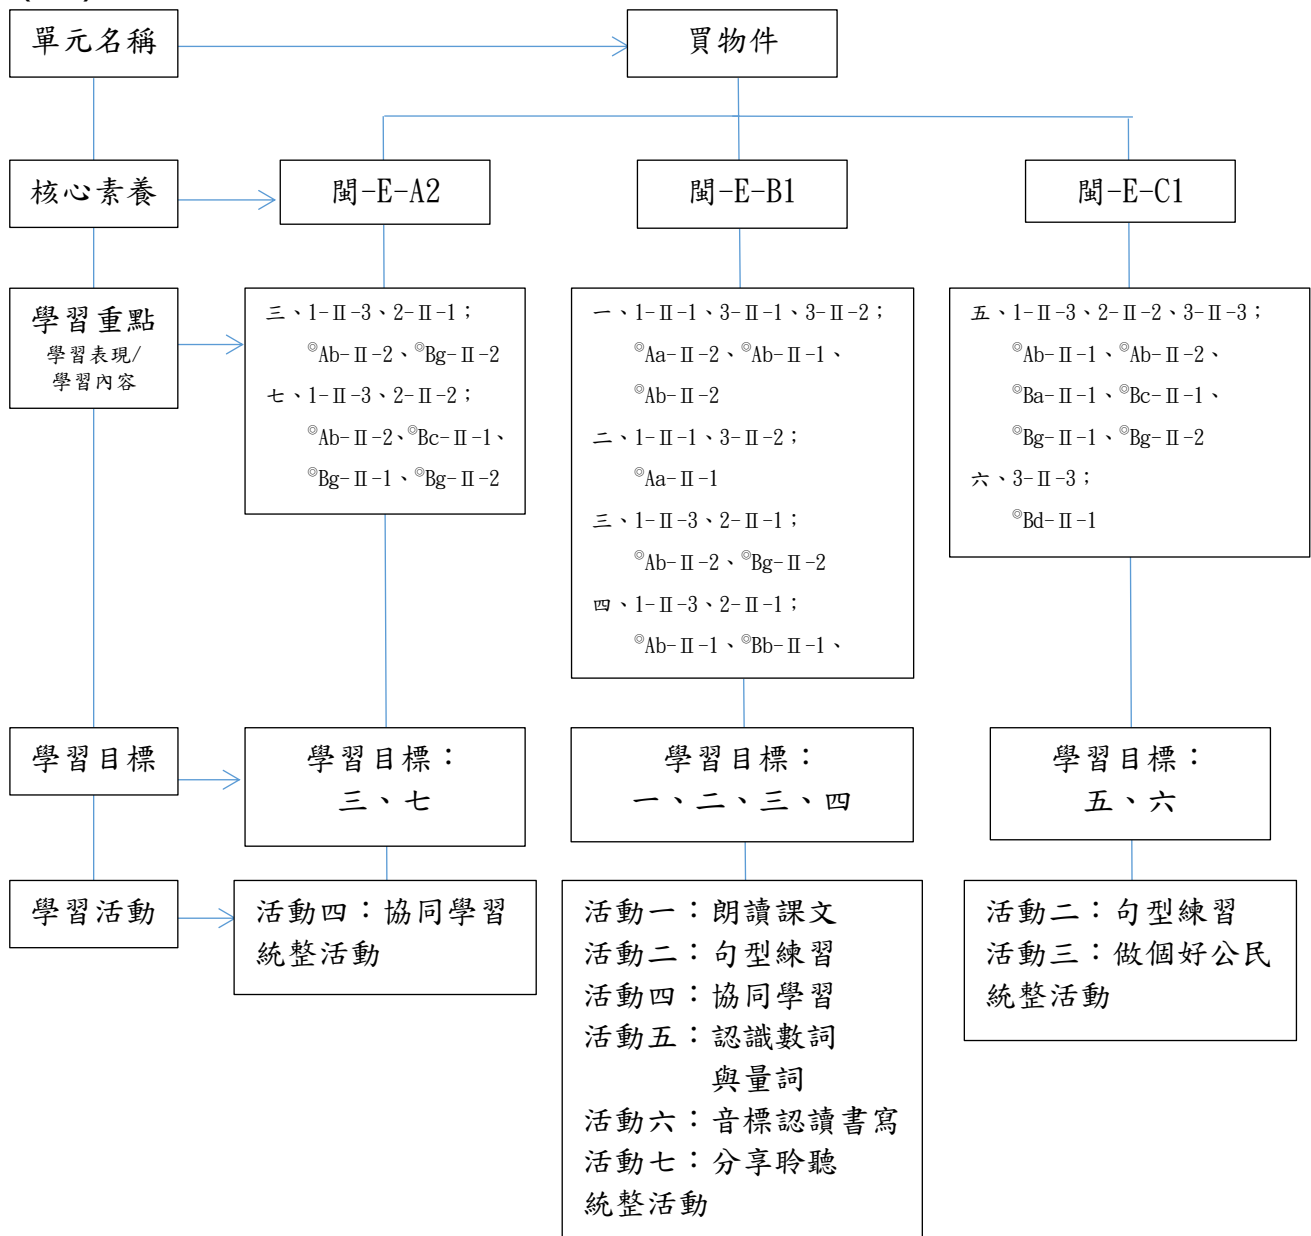 單元名稱
買物件
核心素養
閩-E-A2
閩-E-B1
閩-E-C1
學習重點
學習表現/
學習內容
三、1-Ⅱ-3、2-Ⅱ-1；
◎Ab-Ⅱ-2、◎Bg-Ⅱ-2
七、1-Ⅱ-3、2-Ⅱ-2；
◎Ab-Ⅱ-2、◎Bc-Ⅱ-1、
◎Bg-Ⅱ-1、◎Bg-Ⅱ-2
一、1-Ⅱ-1、3-Ⅱ-1、3-Ⅱ-2；
◎Aa-Ⅱ-2、◎Ab-Ⅱ-1、
◎Ab-Ⅱ-2
二、1-Ⅱ-1、3-Ⅱ-2；
◎Aa-Ⅱ-1
三、1-Ⅱ-3、2-Ⅱ-1；
◎Ab-Ⅱ-2、◎Bg-Ⅱ-2
四、1-Ⅱ-3、2-Ⅱ-1；
◎Ab-Ⅱ-1、◎Bb-Ⅱ-1、
五、1-Ⅱ-3、2-Ⅱ-2、3-Ⅱ-3；
◎Ab-Ⅱ-1、◎Ab-Ⅱ-2、
◎Ba-Ⅱ-1、◎Bc-Ⅱ-1、
◎Bg-Ⅱ-1、◎Bg-Ⅱ-2
六、3-Ⅱ-3；
◎Bd-Ⅱ-1
學習目標
學習目標：
三、七
學習目標：
一、二、三、四
學習目標：
五、六
學習活動
活動四：協同學習
統整活動
活動一：朗讀課文
活動二：句型練習
活動四：協同學習
活動五：認識數詞
與量詞
活動六：音標認讀書寫
活動七：分享聆聽
統整活動
活動二：句型練習
活動三：做個好公民
統整活動